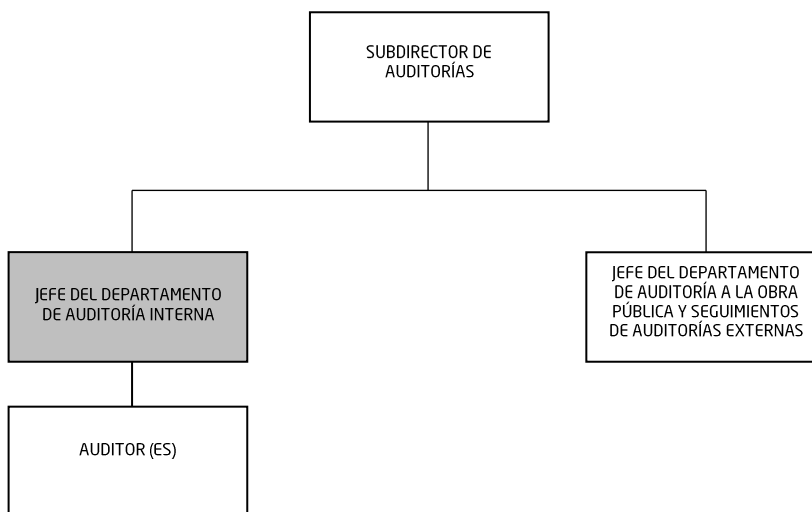 SUBDIRECTOR DE
AUDITORÍAS
JEFE DEL DEPARTAMENTO
DE AUDITORÍA INTERNA
JEFE DEL DEPARTAMENTO
DE AUDITORÍA A LA OBRA
PÚBLICA Y SEGUIMIENTOS
DE AUDITORÍAS EXTERNAS
AUDITOR (ES)